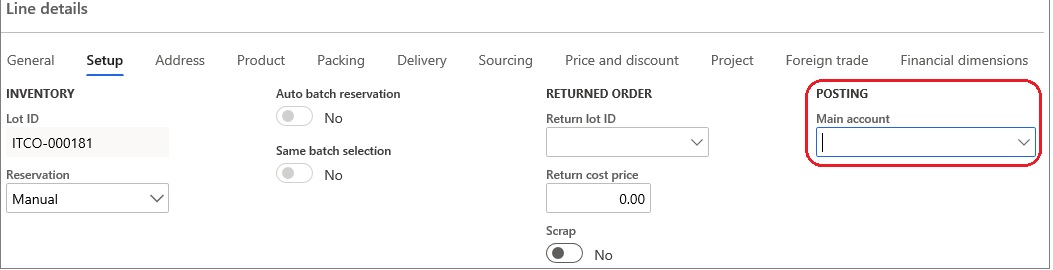 Line details
General Setup Address Product Packing Delivery Sourcing Price and discount Project Foreign trade Financial dimensions
INVENTORY
Lot ID
ITCO-000181
Reservation
Manual
Auto batch reservation
No
Same batch selection
No
RETURNED ORDER
Return lot ID
Return cost price
0.00
Scrap
No
POSTING
Main account